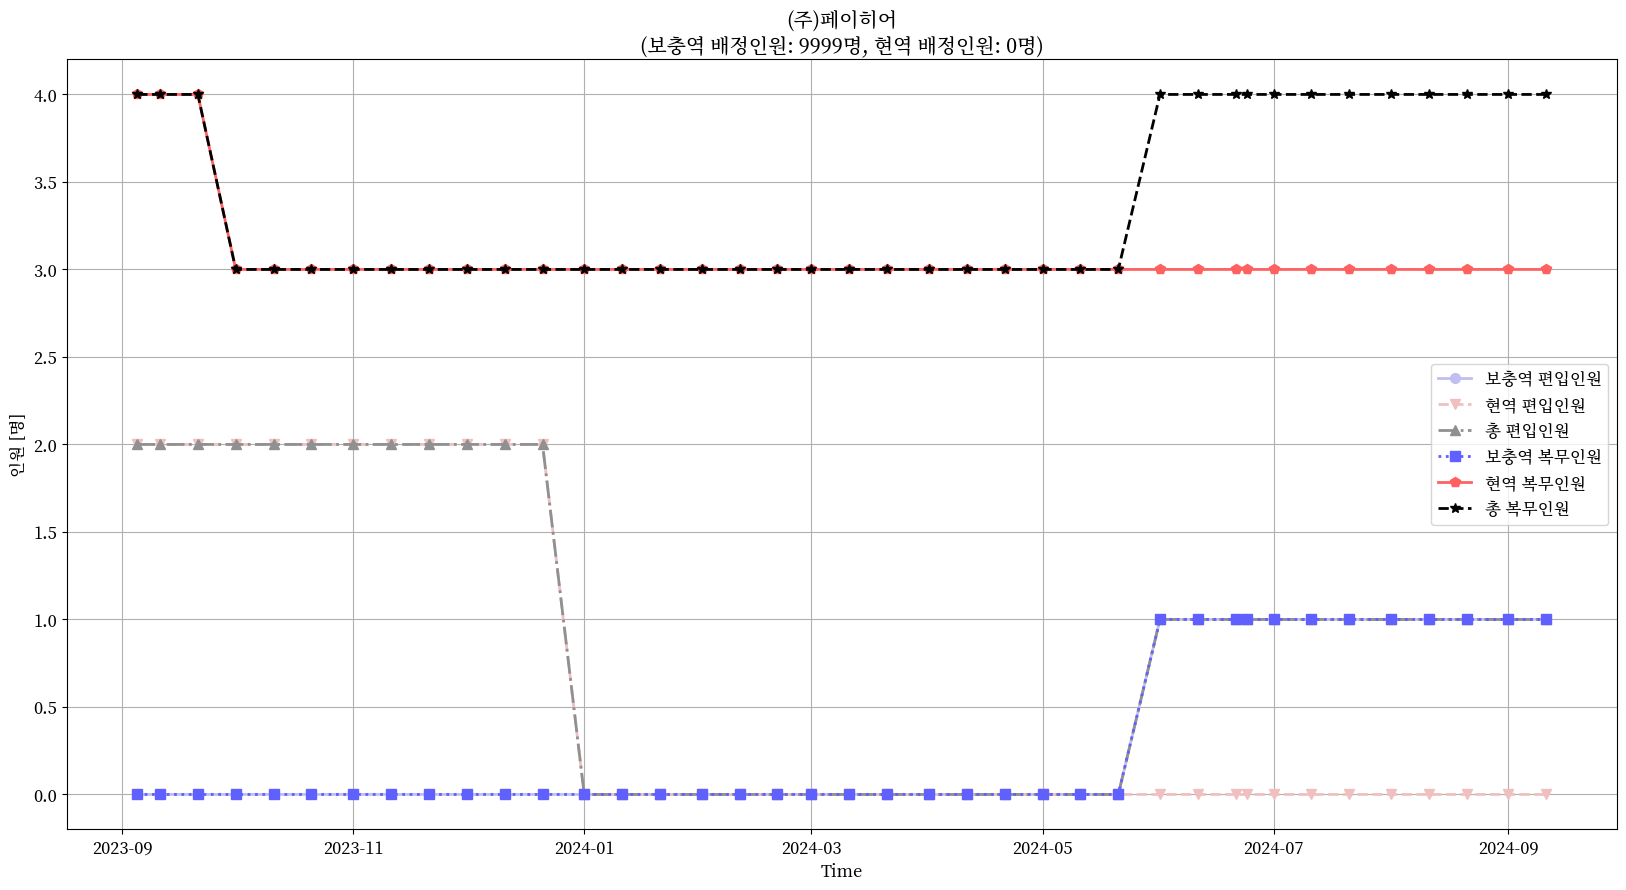 (주)페이히어
(보충역 배정인원: 9999명, 현역 배정인원: 0명)
4.0
3.5
3.0
2.5
2.0
1.5
1.0
0.5
0.0
인원 [명]
보충역 편입인원
현역 편입인원
총 편입인원
보충역 복무인원
현역 복무인원
총 복무인원
2023-09 2023-11 2024-01 2024-03 2024-05 2024-07 2024-09
Time